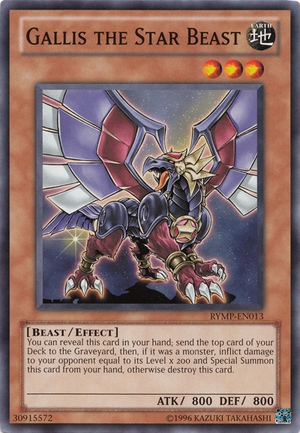 GALLIS THE STAR BEAST
EARTH
地
RYMP-EN013
[BEAST / EFFECT]
You can reveal this card in your hand; send the top card of your
Deck to the Graveyard, then, if it was a monster, inflict damage
to your opponent equal to its Level x 200 and Special Summon
this card from your hand, otherwise destroy this card.
ATK/ 800 DEF/ 800
30915572
©1996 KAZUKI TAKAHASHI